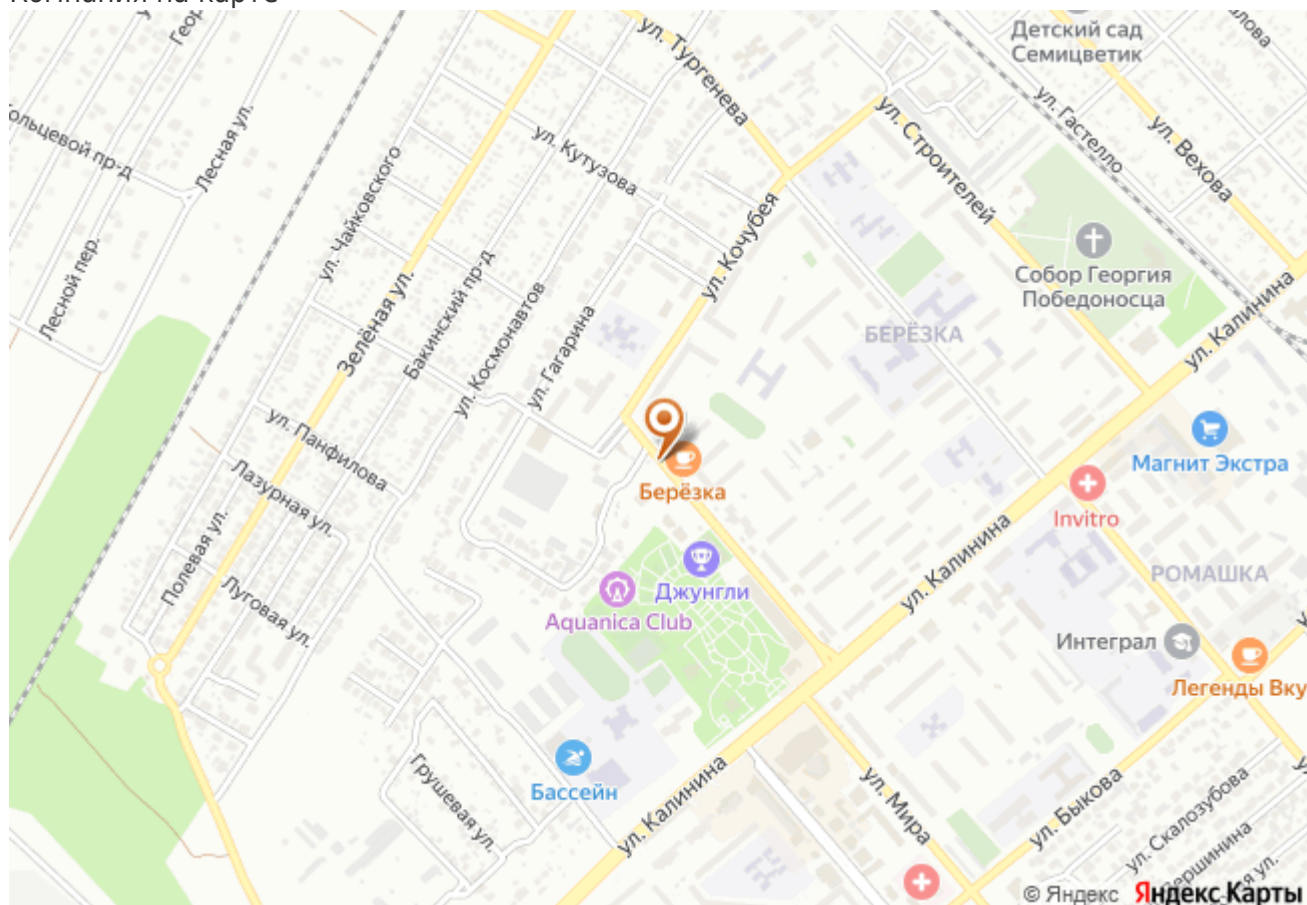 Компания на карте
Детский сад
Семицветик
ул. Тургенева
Лесная ул.
ул. Гастелло
ул. Строителей
ул. Вехова
ул. Кутузова
ул. Чайковского
ул. Кочубея
Лесной пер.
Зелёная ул.
Бакинский пр-д
ул. Космонавтов
ул. Гагарина
Собор Георгия
Победоносца
БЕРЁЗКА
ул. Калинина
ул. Панфилова
Лазурная ул.
Берёзка
Магнит Экстра
Invitro
ул. Калинина
Полевая ул.
Луговая ул.
Джунгли
Aquanica Club
РОМАШКА
Интеграл
Легенды Вку
Бассейн
Грушевая ул.
ул. Калинина
ул. Мира
ул. Быкова
ул. Скалозубова
© Яндекс Яндекс Карты